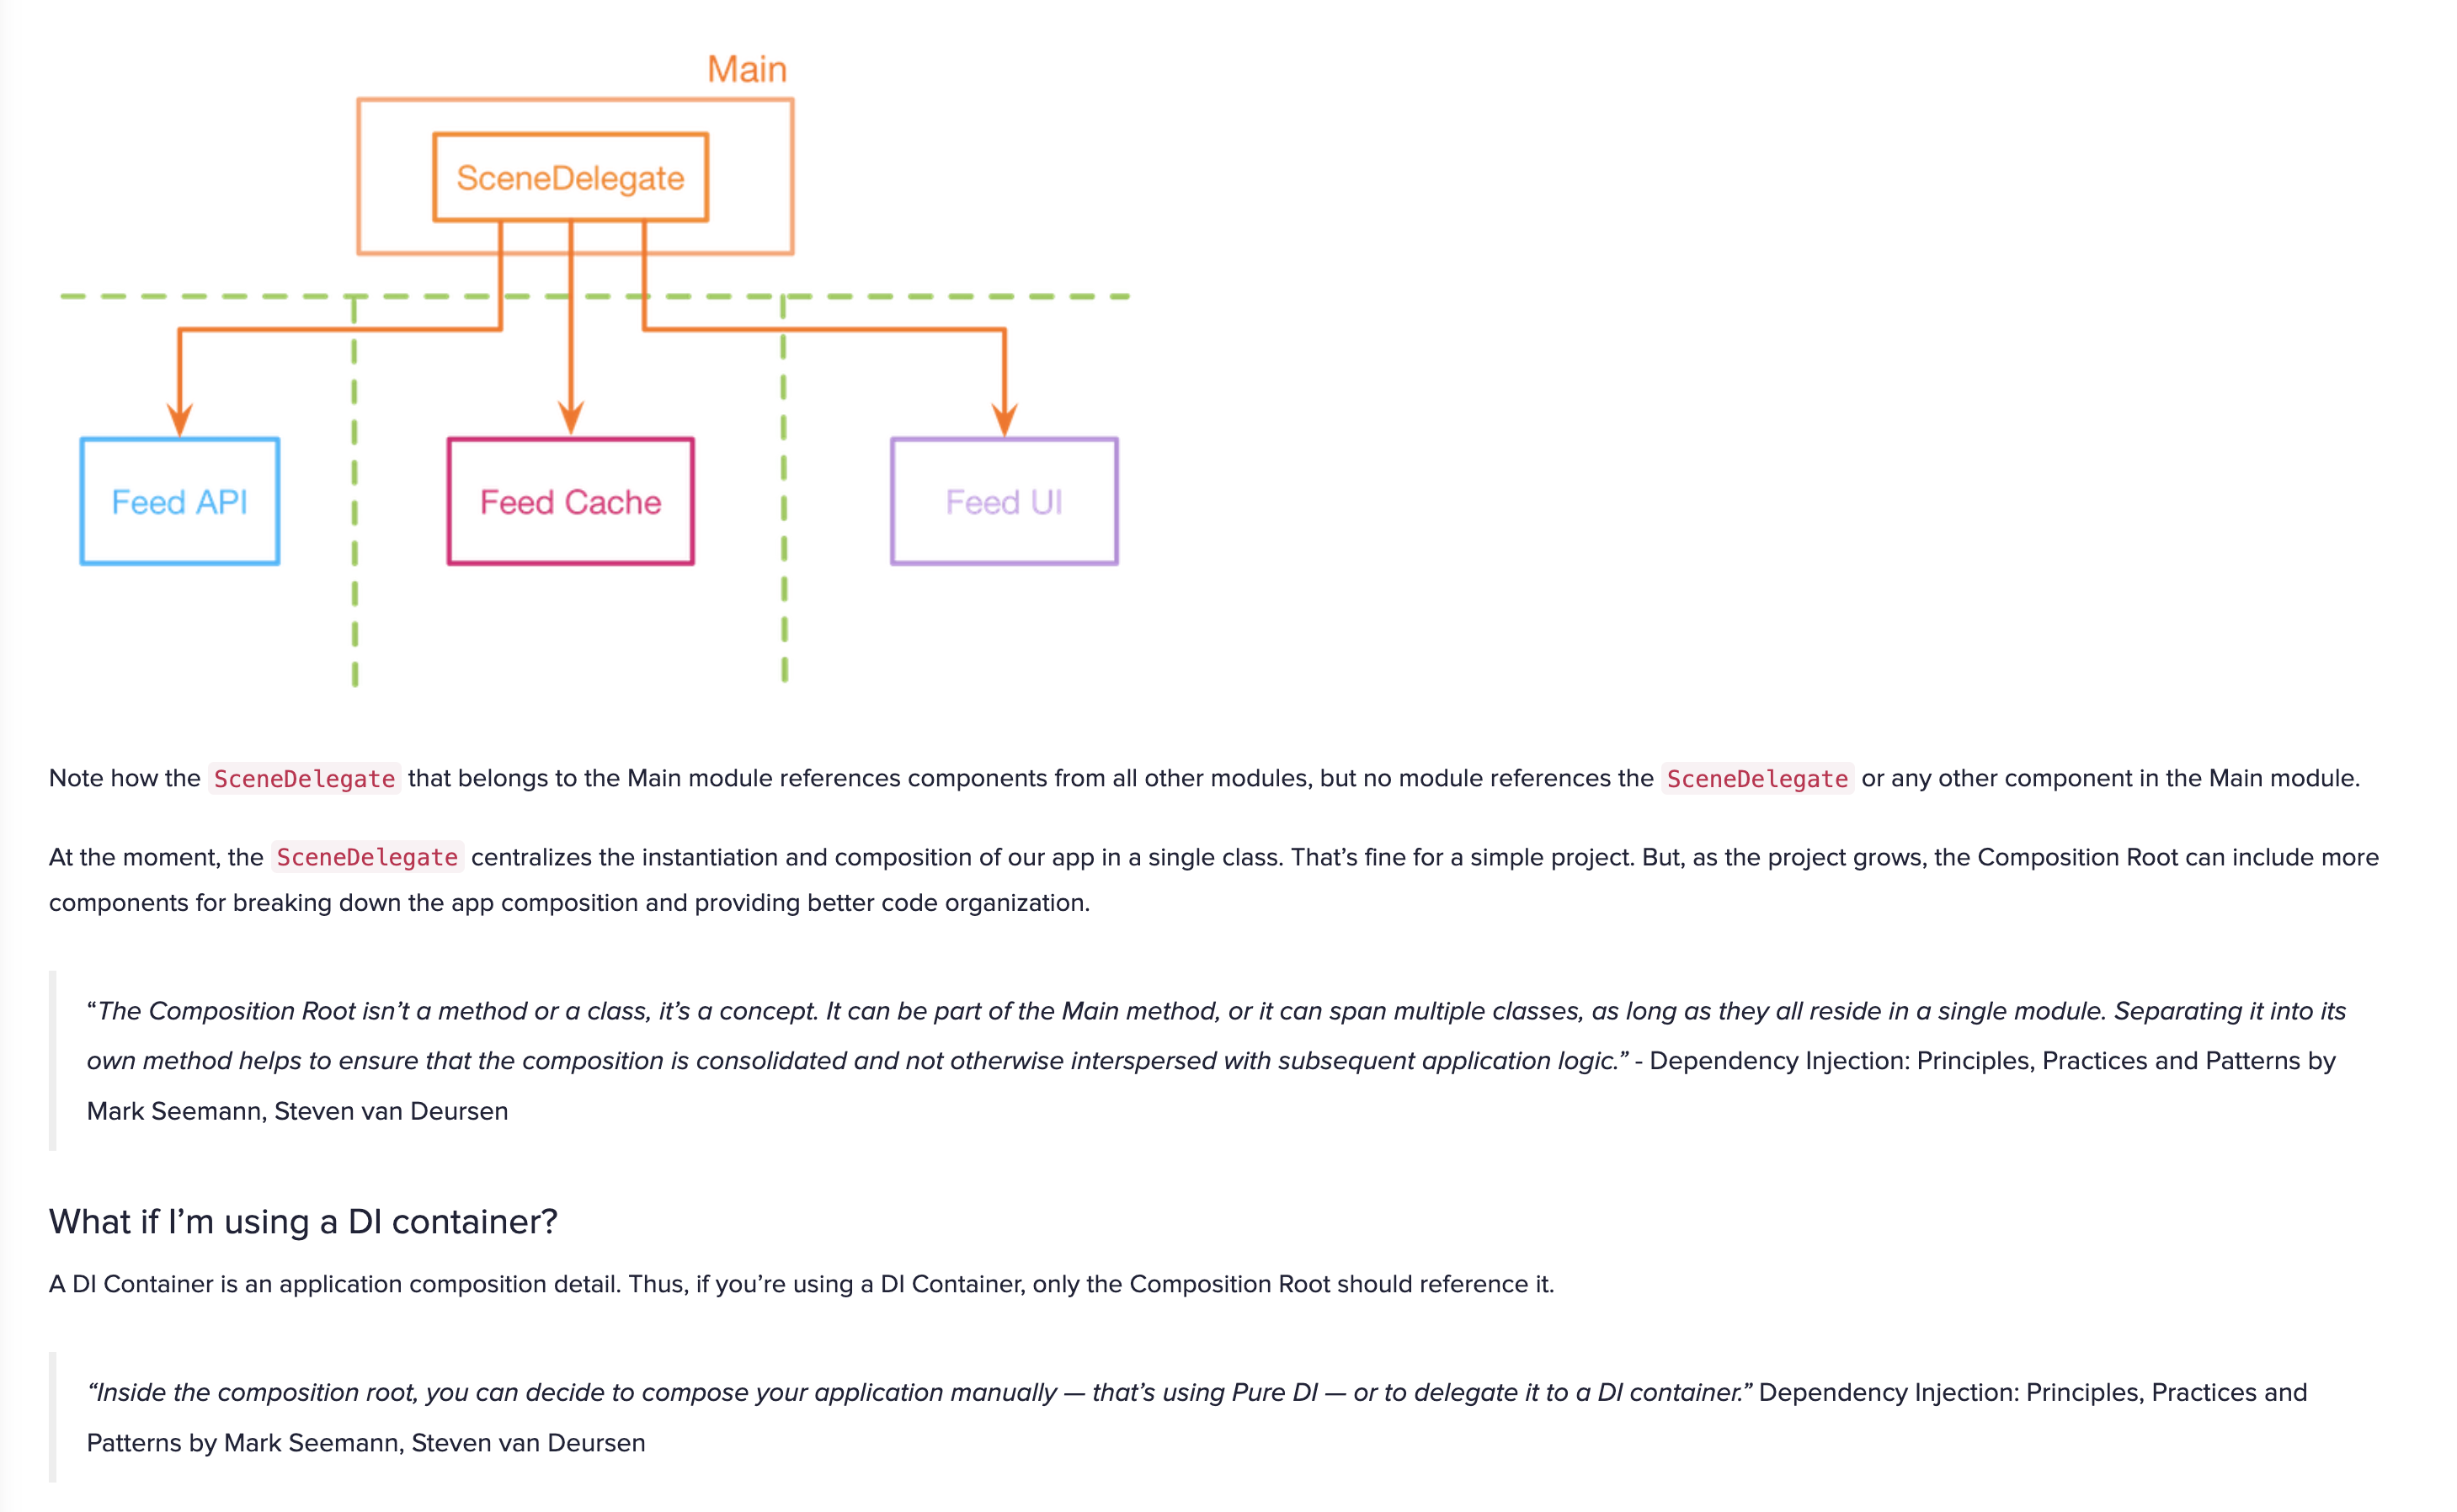 Main
SceneDelegate
Feed API
Feed Cache
Feed UI
Note how the SceneDelegate that belongs to the Main module references components from all other modules, but no module references the SceneDelegate or any other component in the Main module.
At the moment, the SceneDelegate centralizes the instantiation and composition of our app in a single class. That’s fine for a simple project. But, as the project grows, the Composition Root can include more
components for breaking down the app composition and providing better code organization.
“The Composition Root isn’t a method or a class, it’s a concept. It can be part of the Main method, or it can span multiple classes, as long as they all reside in a single module. Separating it into its
own method helps to ensure that the composition is consolidated and not otherwise interspersed with subsequent application logic.” - Dependency Injection: Principles, Practices and Patterns by
Mark Seemann, Steven van Deursen
What if I’m using a DI container?
A DI Container is an application composition detail. Thus, if you’re using a DI Container, only the Composition Root should reference it.
“Inside the composition root, you can decide to compose your application manually — that’s using Pure DI — or to delegate it to a DI container.” Dependency Injection: Principles, Practices and
Patterns by Mark Seemann, Steven van Deursen